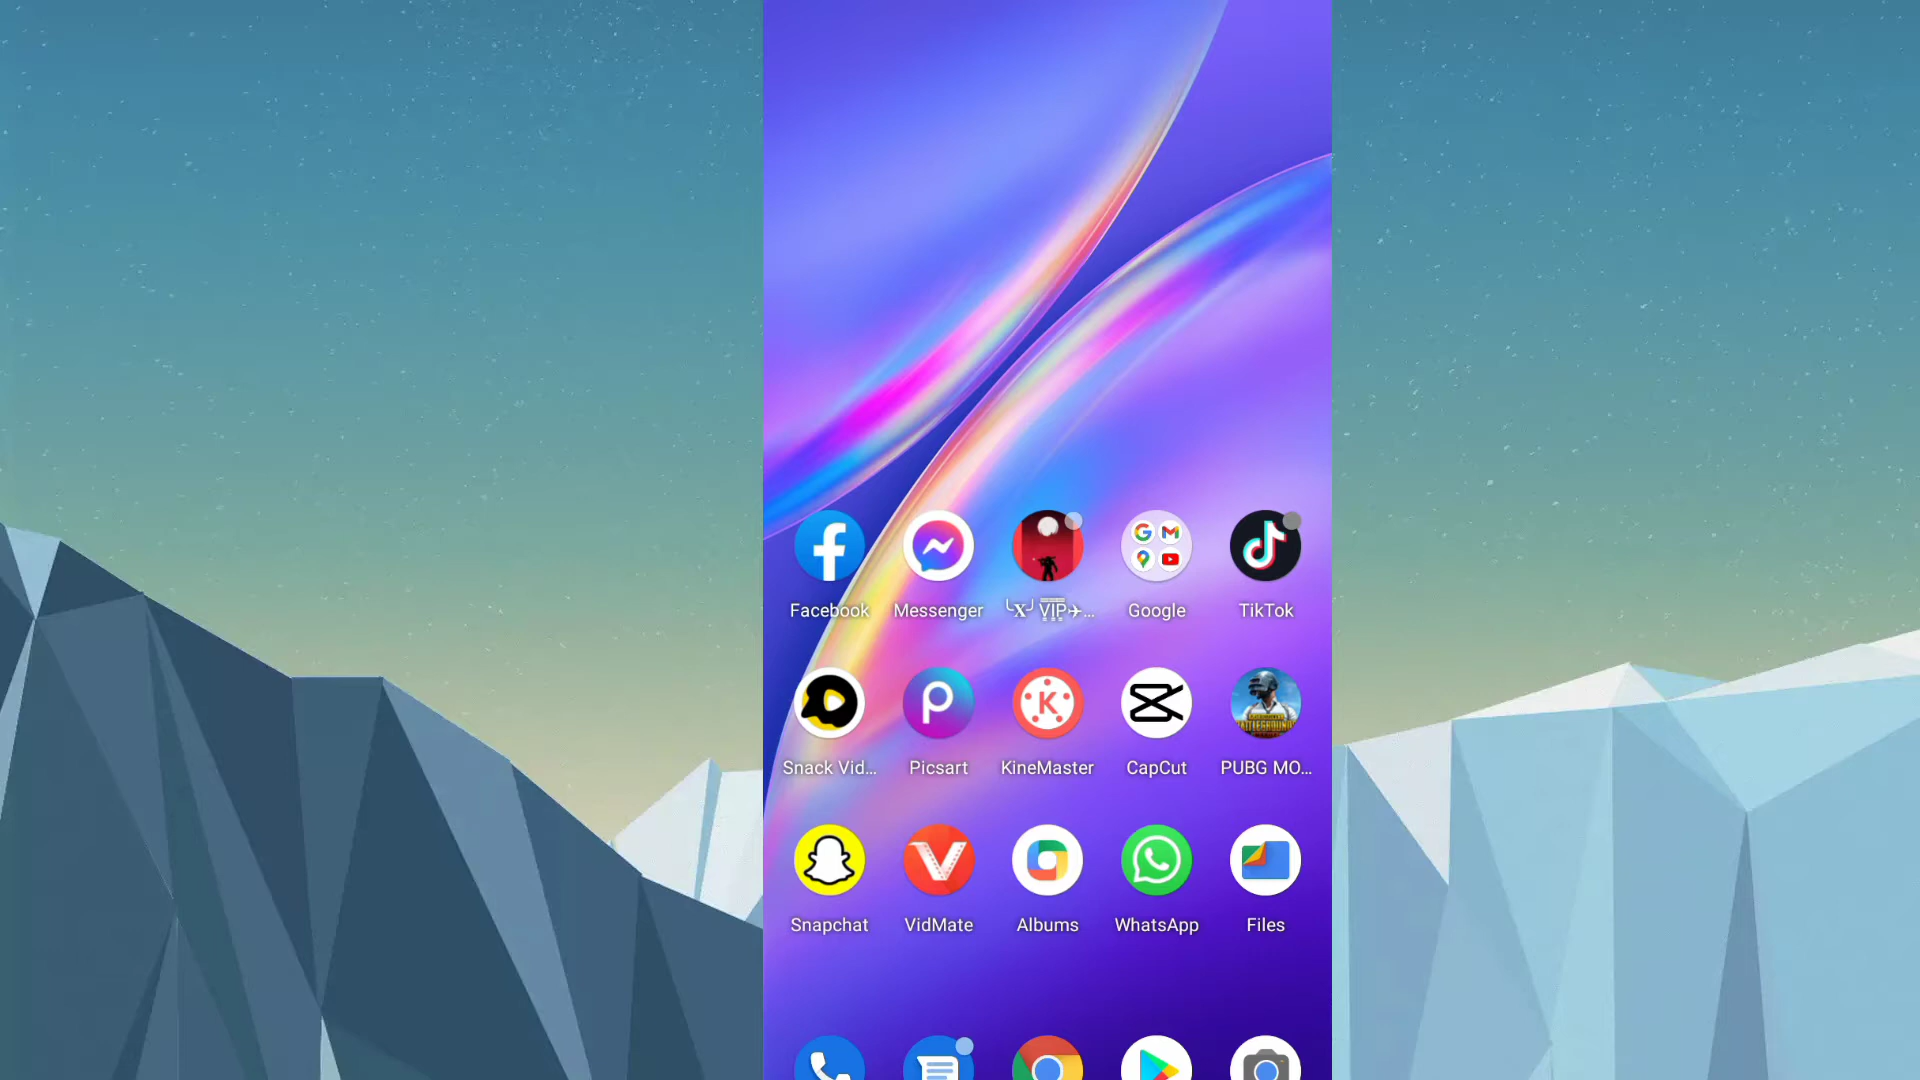 Facebook Messenger ╰X╯ V̳I̳P̳✈... Google TikTok
Snack Vid... Picsart KineMaster CapCut PUBG MO...
Snapchat VidMate Albums WhatsApp Files